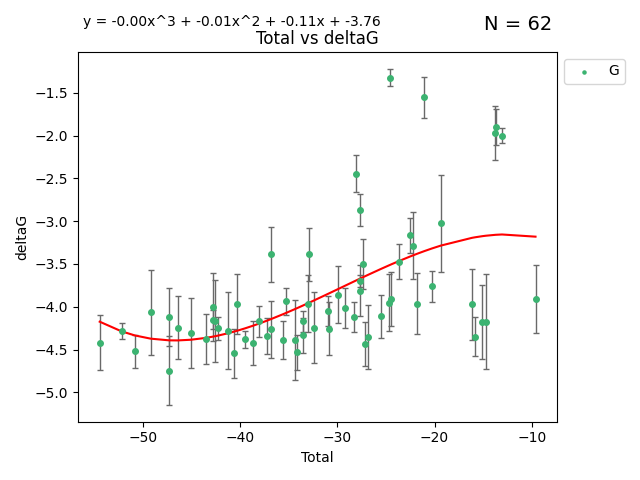 y = -0.00x^3 + -0.01x^2 + -0.11x + -3.76
N = 62
Total vs deltaG
G
deltaG
−1.5
−2.0
−2.5
−3.0
−3.5
−4.0
−4.5
−5.0
−50 −40 −30 −20 −10
Total